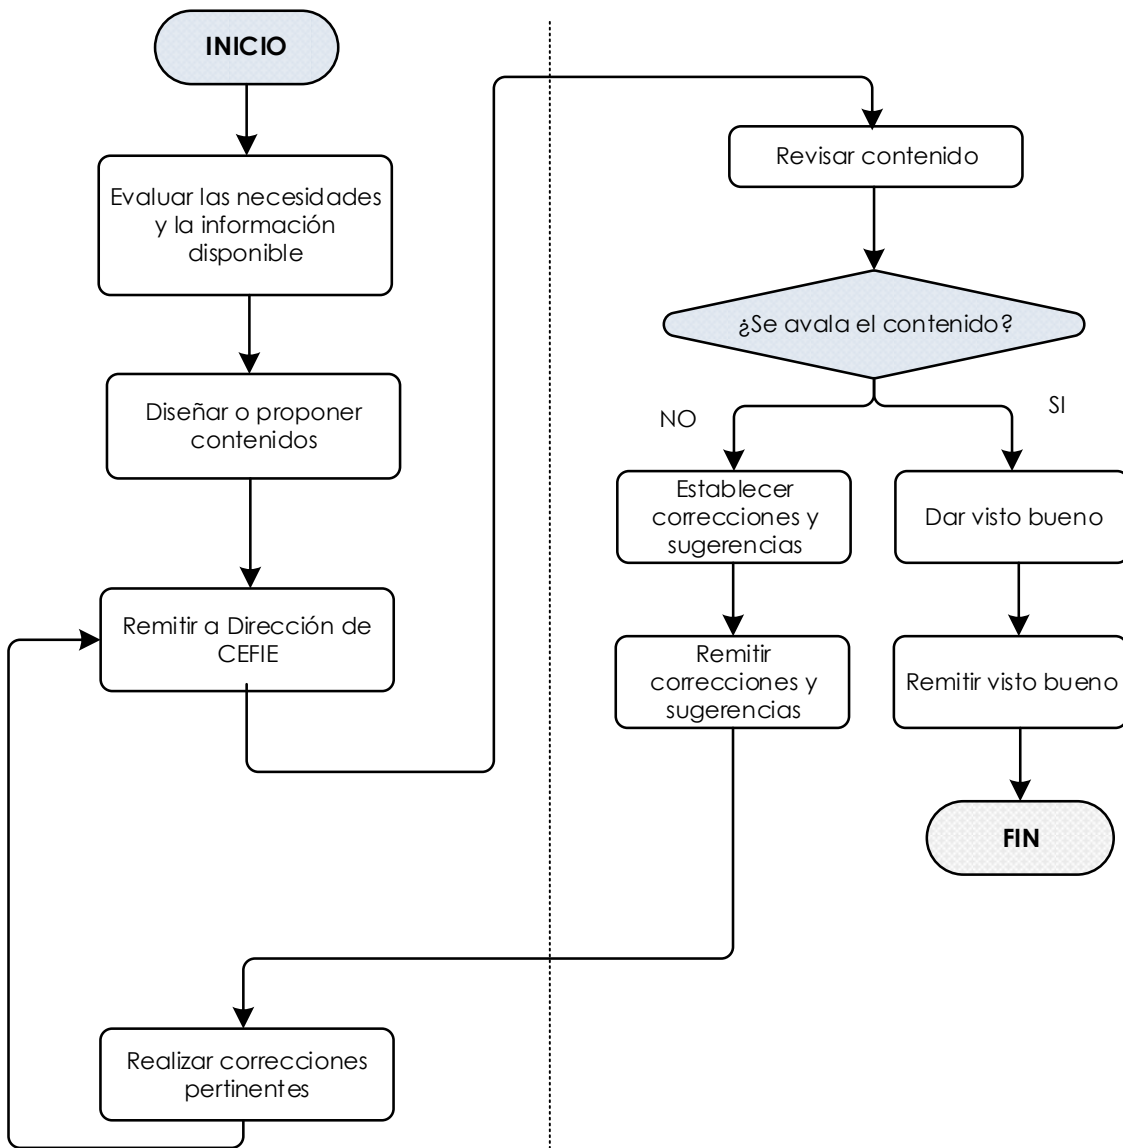 INICIO
Evaluar las necesidades
y la información
disponible
Diseñar o proponer
contenidos
Remitir a Dirección de
CEFIE
Revisar contenido
¿Se avala el contenido?
NO
SI
Establecer
correcciones y
sugerencias
Dar visto bueno
Remitir
correcciones y
sugerencias
Remitir visto bueno
FIN
Realizar correcciones
pertinentes